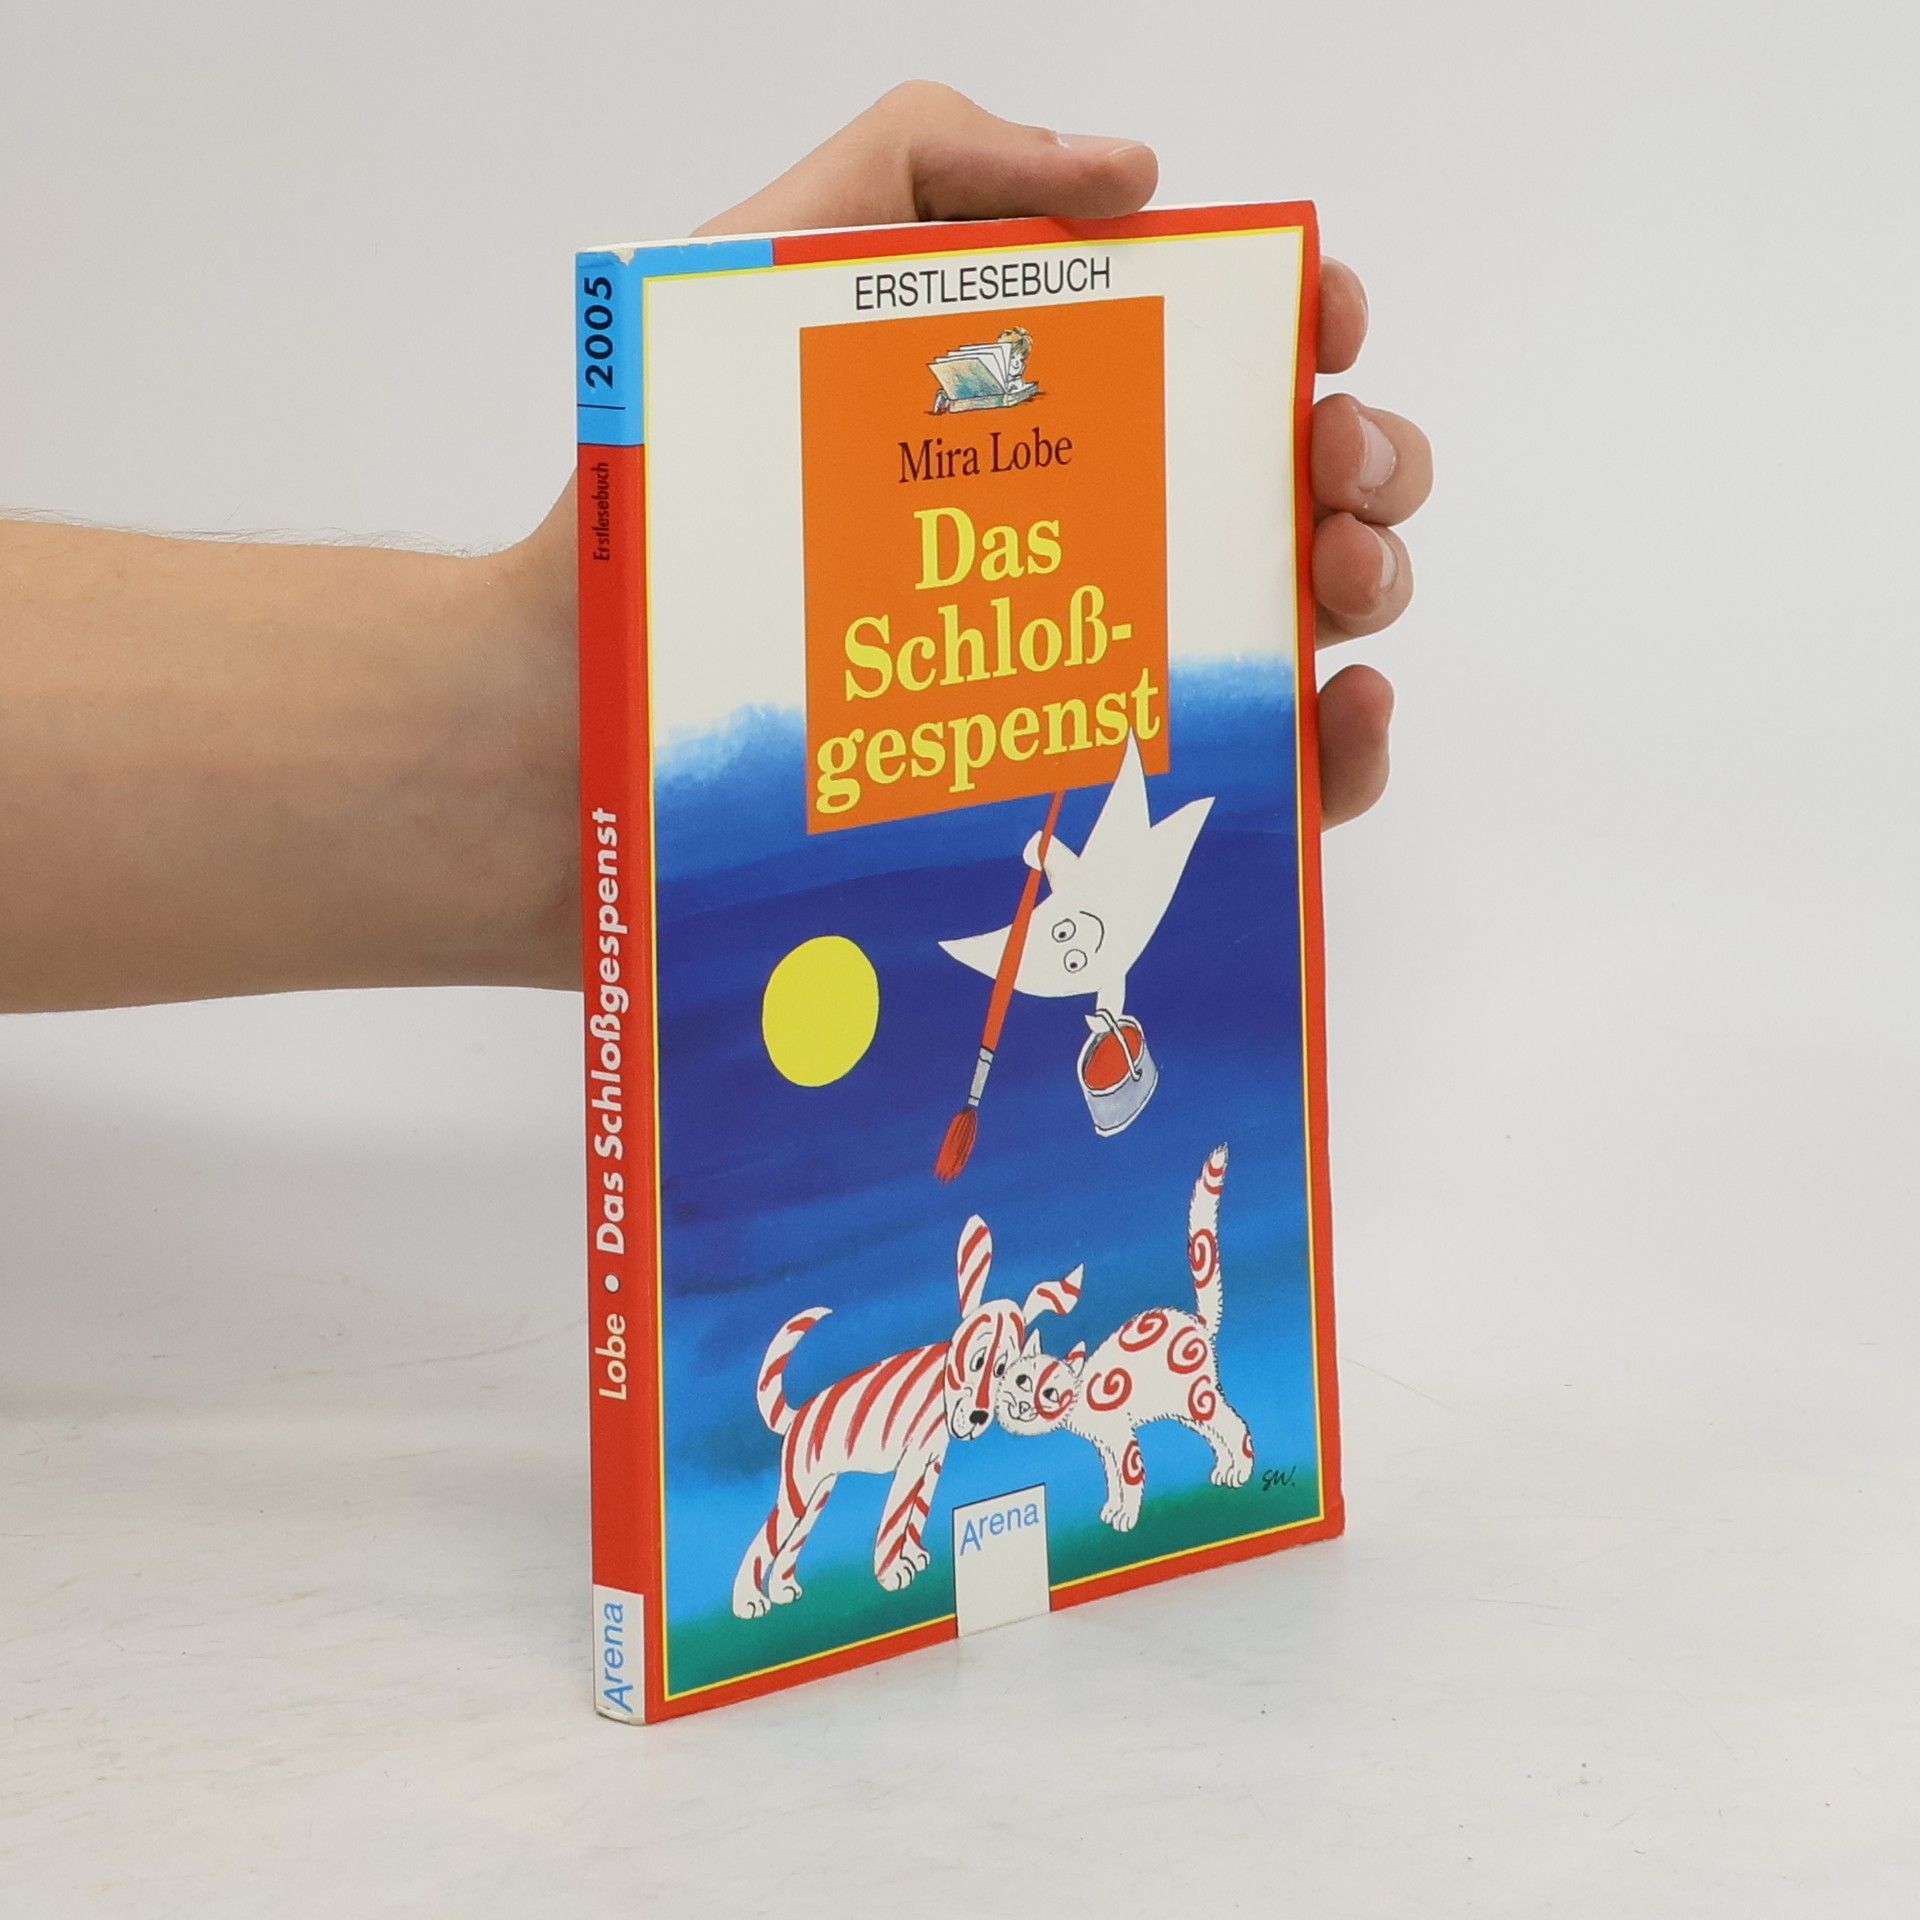 ERSTLESEBUCH
Mira Lobe
Das
Schloß-
gespenst
SW.
Arena
2005
Erstlesebuch
Lobe • Das Schloßgespenst
Arena